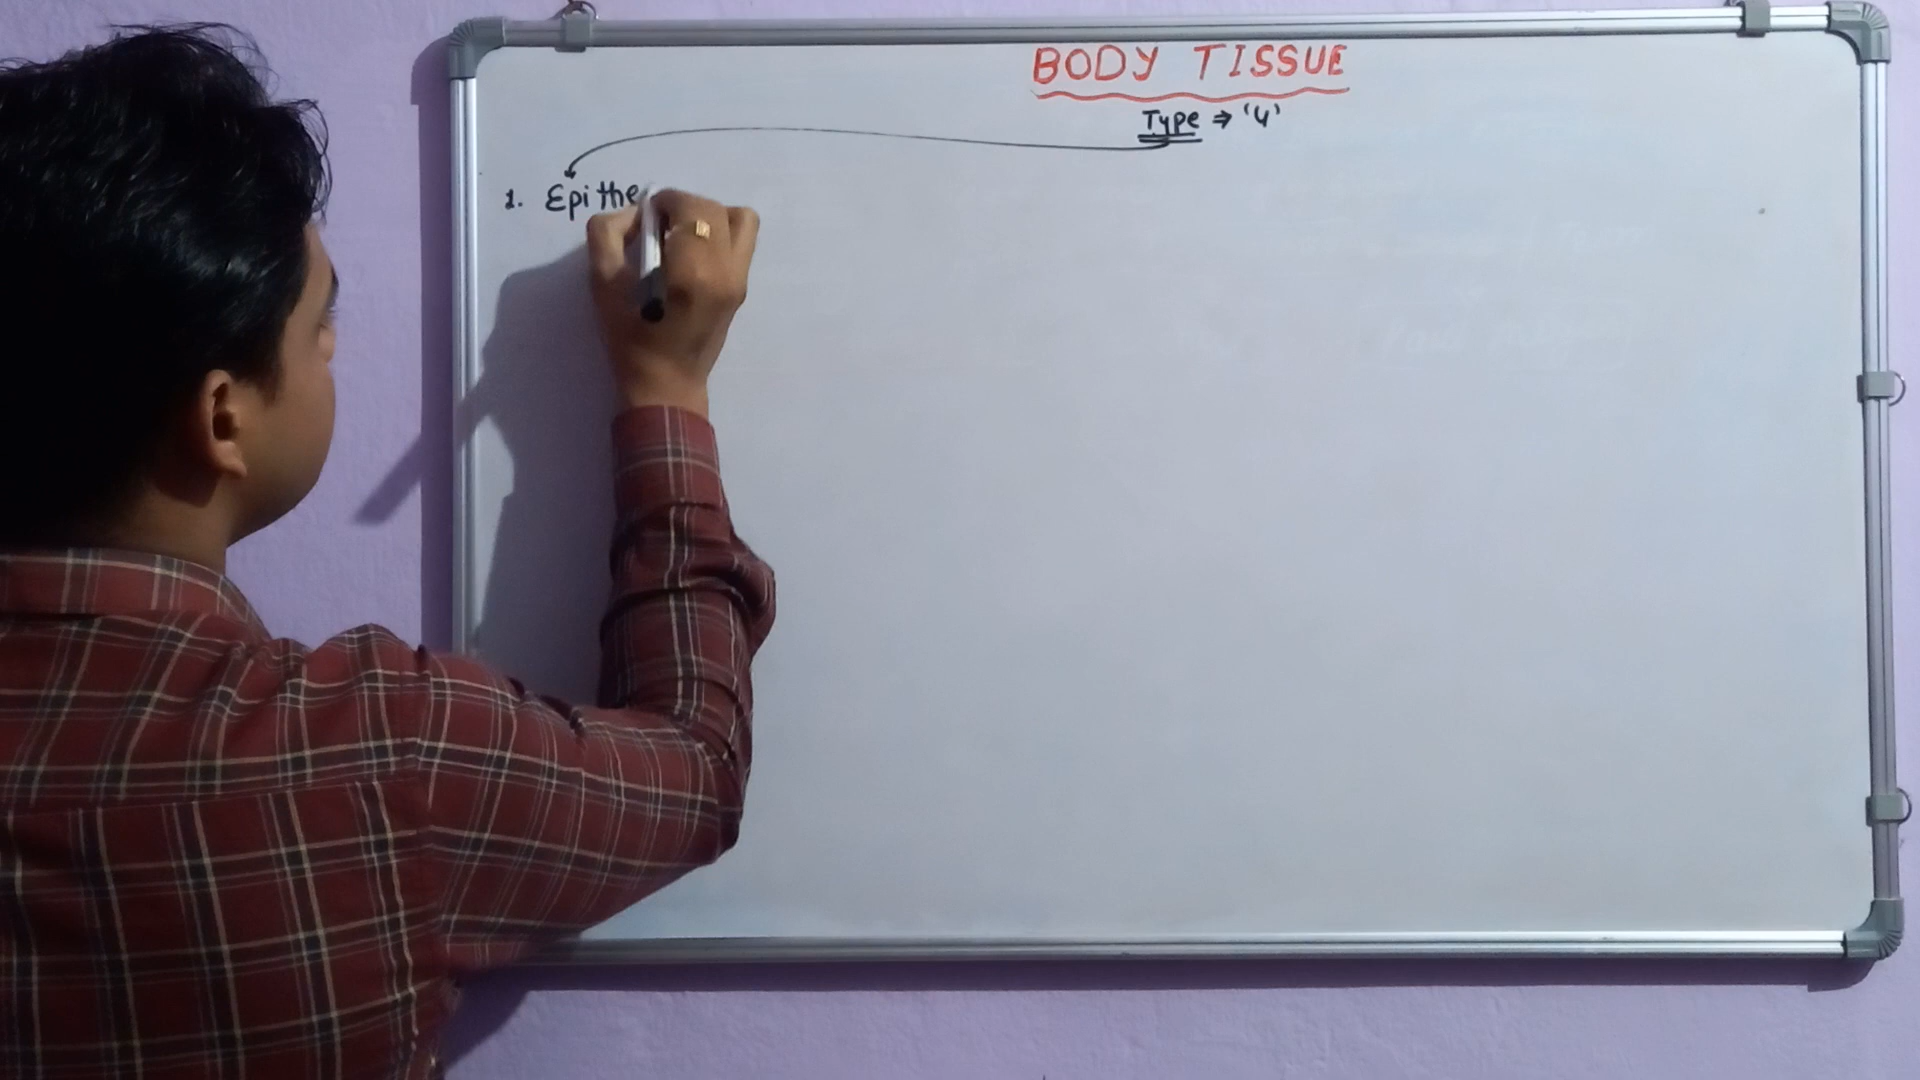 BODY TISSUE
Type ⇒ '4'
1. Epithe